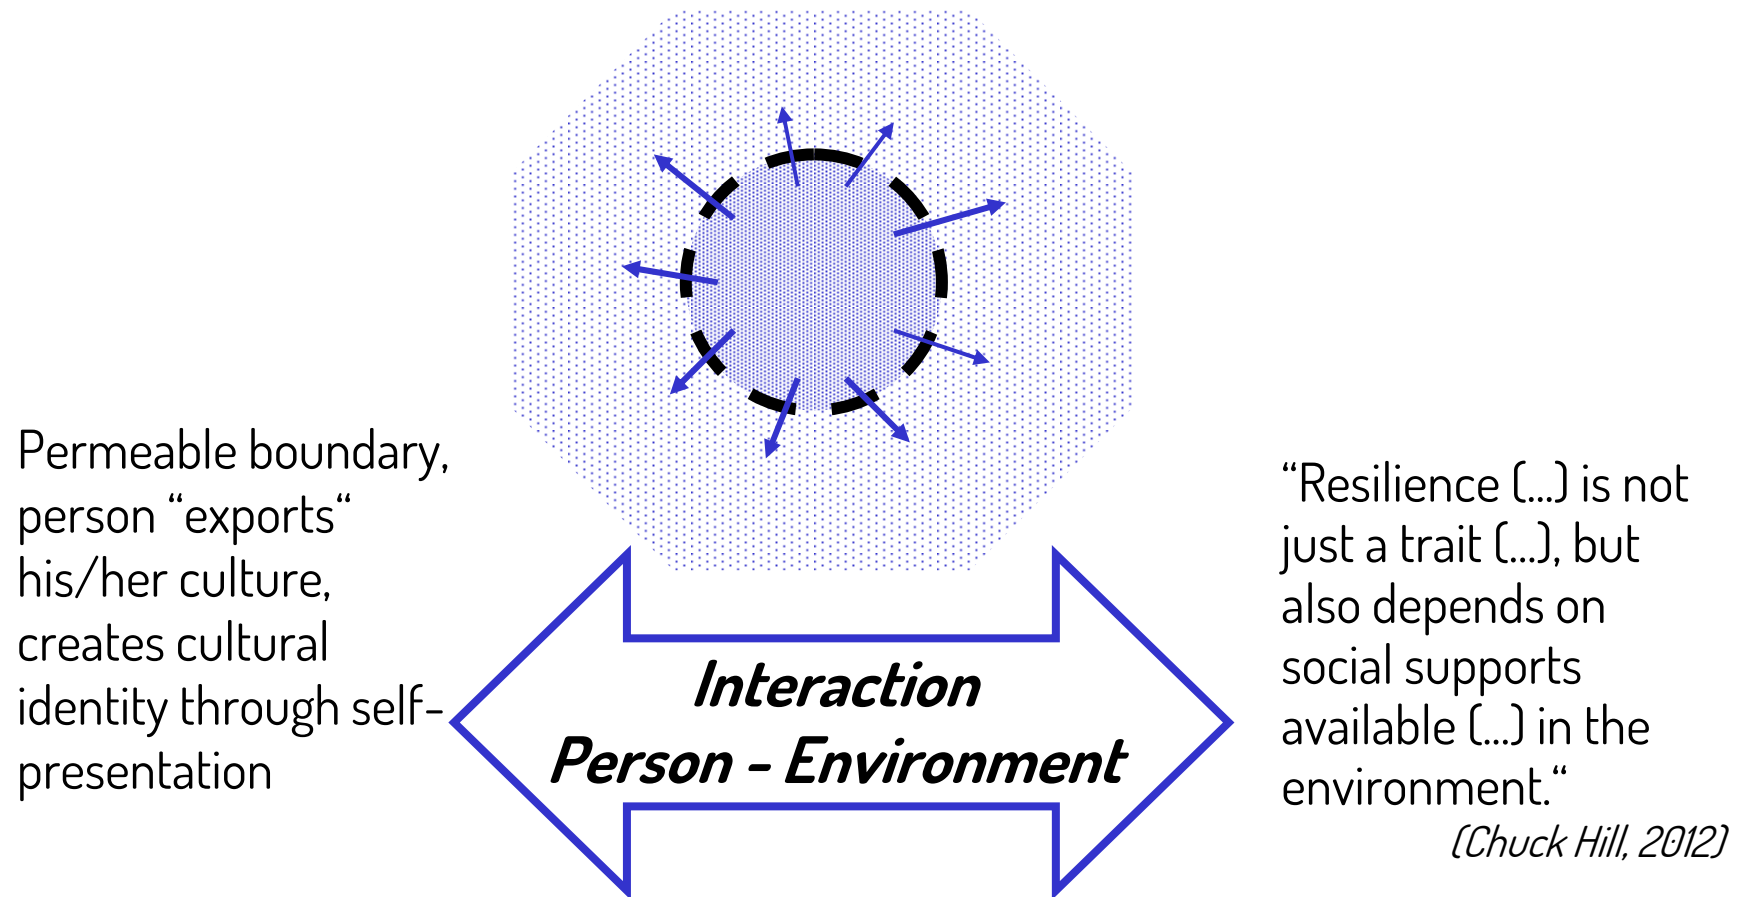 Permeable boundary,
person “exports“
his/her culture,
creates cultural
identity through self-
presentation
Interaction
Person - Environment
“Resilience (...) is not
just a trait (...), but
also depends on
social supports
available (...) in the
environment.“
(Chuck Hill, 2012)